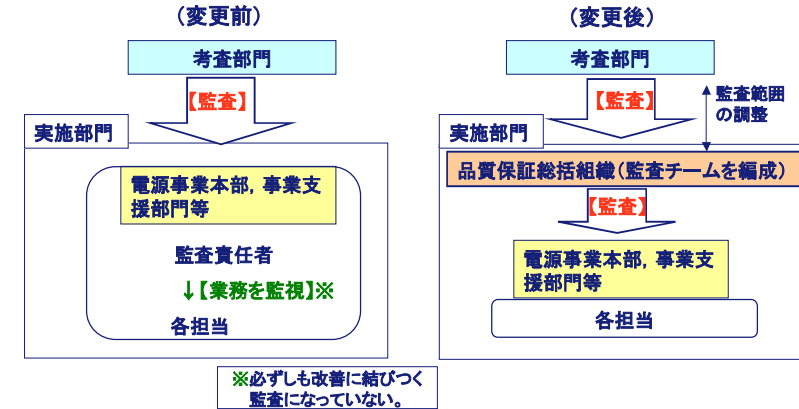 （変更前）
考査部門
【監査】
実施部門
電源事業本部，事業支
援部門等
監査責任者
↓【業務を監視】※
各担当
※必ずしも改善に結びつく
監査になっていない。
（変更後）
考査部門
【監査】
監査範囲
の調整
実施部門
品質保証総括組織（監査チームを編成）
【監査】
電源事業本部，事業支
援部門等
各担当